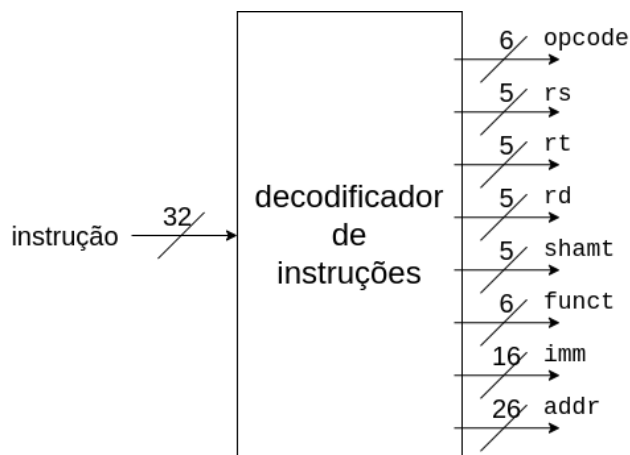 6 opcode
5 rs
5 rt
5 rd
5 shamt
6 funct
16 imm
26 addr
instrução 32
decodificador
de
instruções